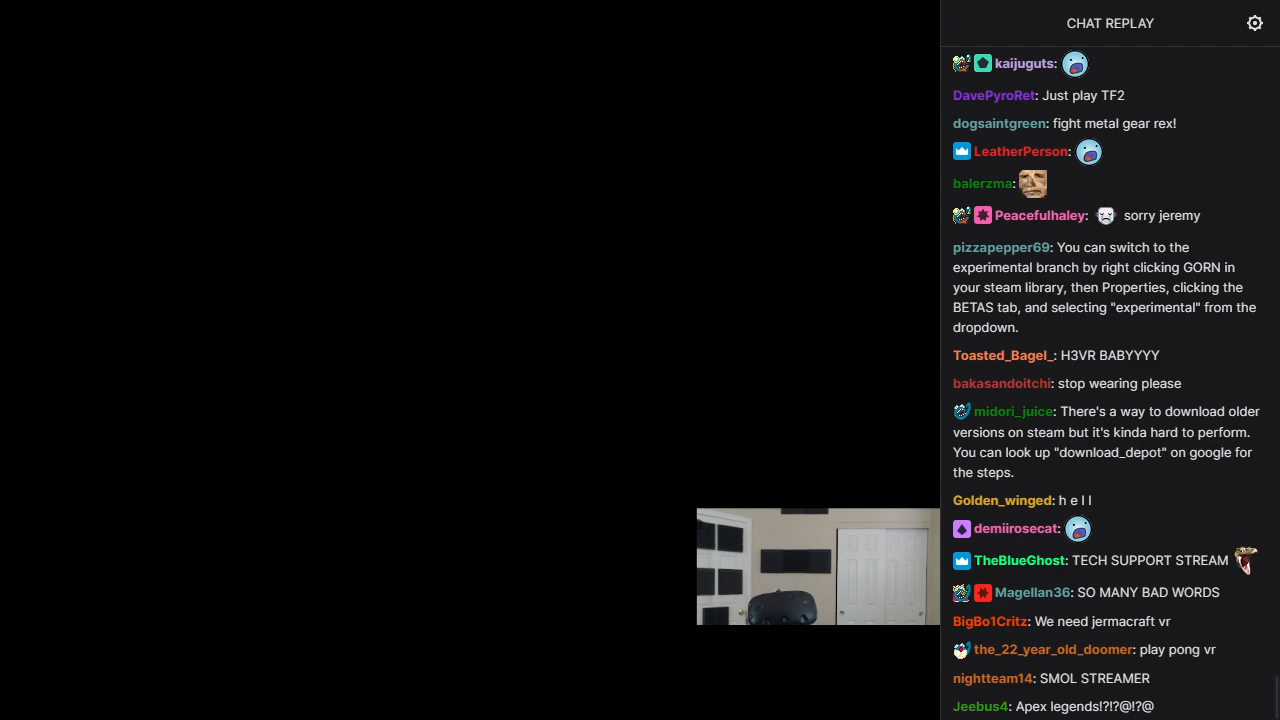 CHAT REPLAY
kaijuguts:
DavePyroRet: Just play TF2
dogsaintgreen: fight metal gear rex!
LeatherPerson:
balerzma:
Peacefulhaley: sorry jeremy
pizzapepper69: You can switch to the
experimental branch by right clicking GORN in
your steam library, then Properties, clicking the
BETAS tab, and selecting "experimental" from the
dropdown.
Toasted_Bagel_: H3VR BABYYYY
bakasandoitchi: stop wearing please
midori_juice: There's a way to download older
versions on steam but it's kinda hard to perform.
You can look up "download_depot" on google for
the steps.
Golden_winged: h e l l
demiirosecat:
TheBlueGhost: TECH SUPPORT STREAM
Magellan36: SO MANY BAD WORDS
BigBo1Critz: We need jermacraft vr
the_22_year_old_doomer: play pong vr
nightteam14: SMOL STREAMER
Jeebus4: Apex legends!?!?@!?@